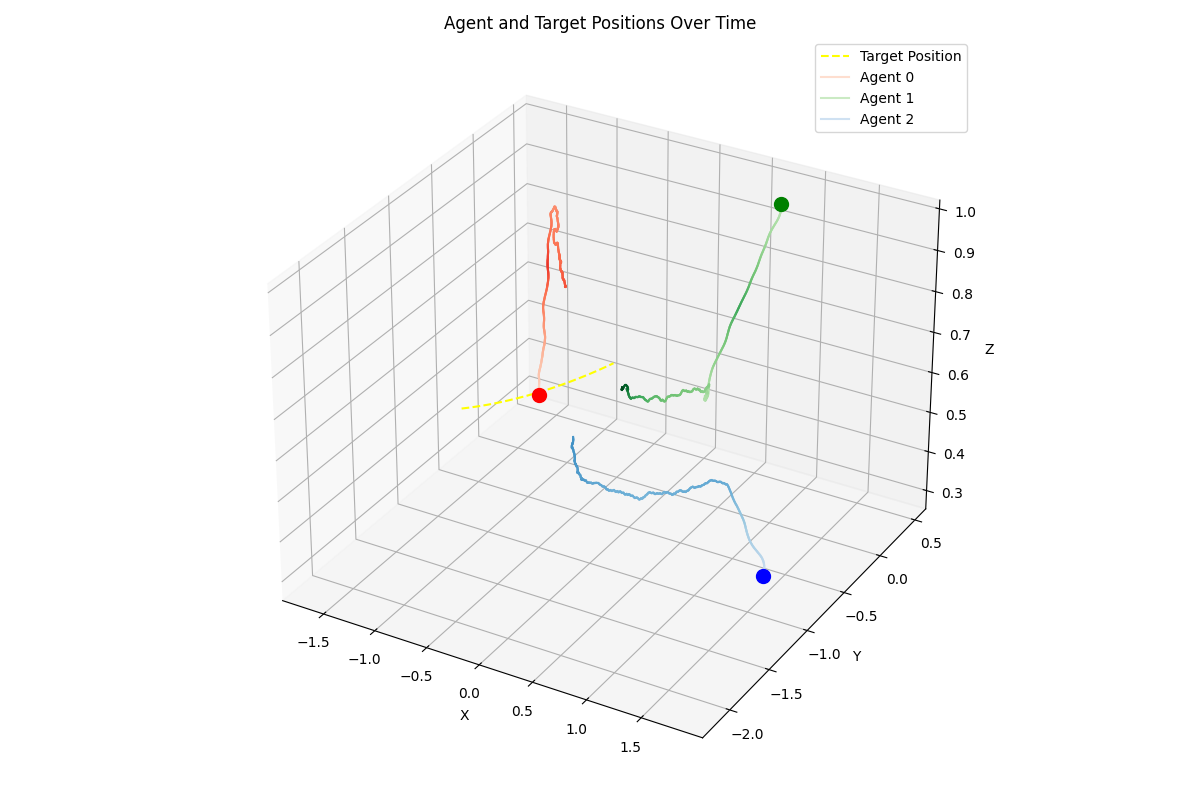 Agent and Target Positions Over Time
Target Position
Agent 0
Agent 1
Agent 2
1.0
0.9
0.8
0.7
Z
0.6
0.5
0.4
0.3
0.5
0.0
−0.5
−1.0
Y
−1.5
−2.0
−1.5
−1.0
−0.5
0.0
X
0.5
1.0
1.5